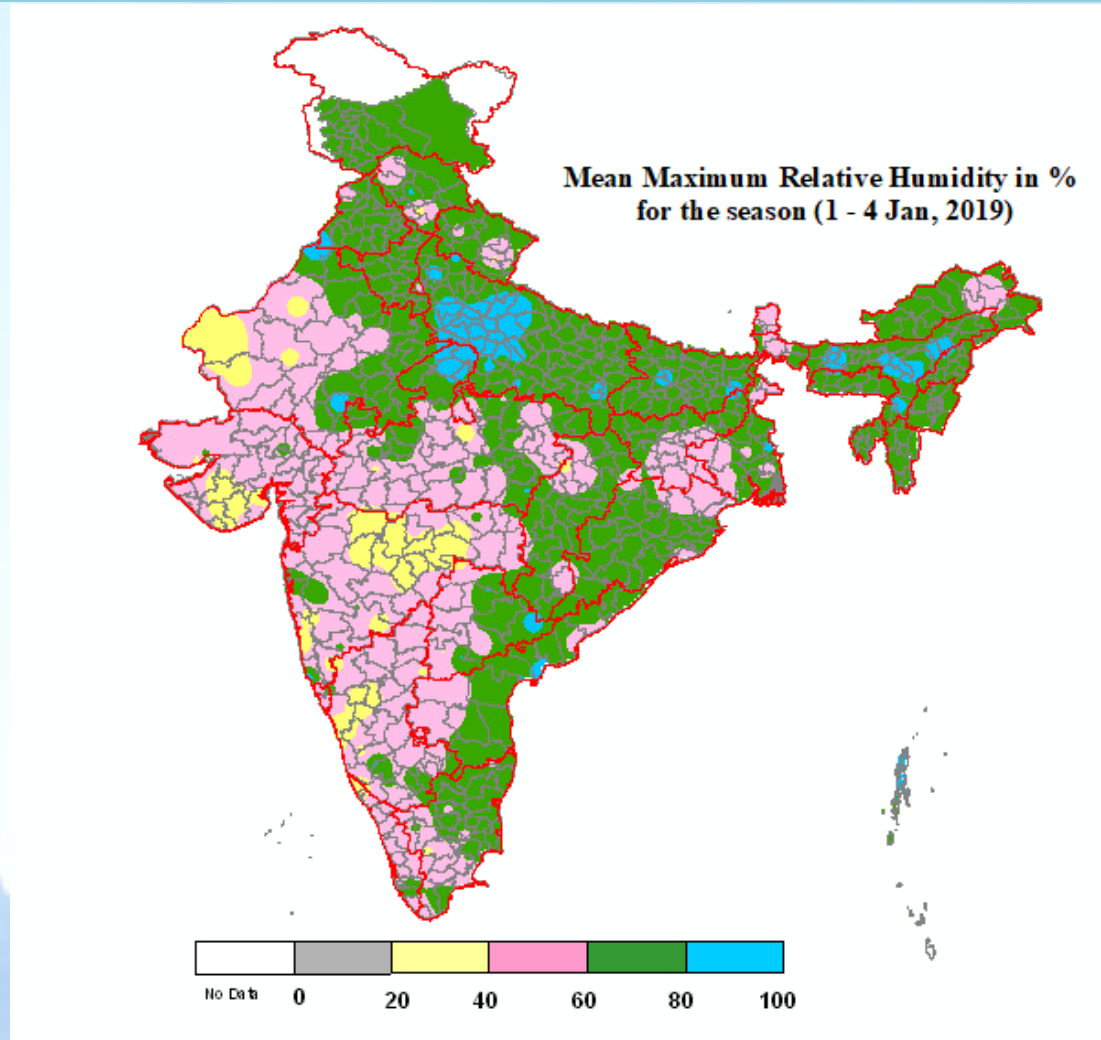 Mean Maximum Relative Humidity in %
for the season (1 - 4 Jan, 2019)
No Data 0 20 40 60 80 100